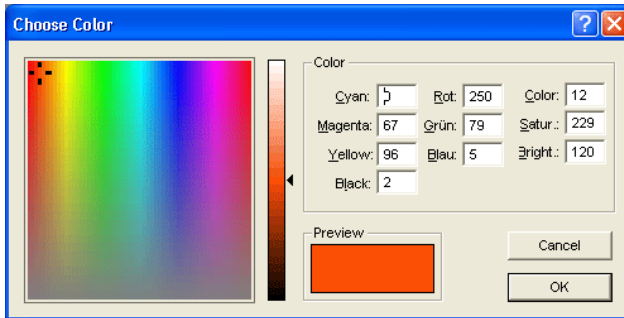 Choose Color
Color
Cyan: Rot: 250 Color: 12
Magenta: 67 Grün: 79 Satur.: 229
Yellow: 96 Blau: 5 Bright.: 120
Black: 2
Preview
Cancel
OK